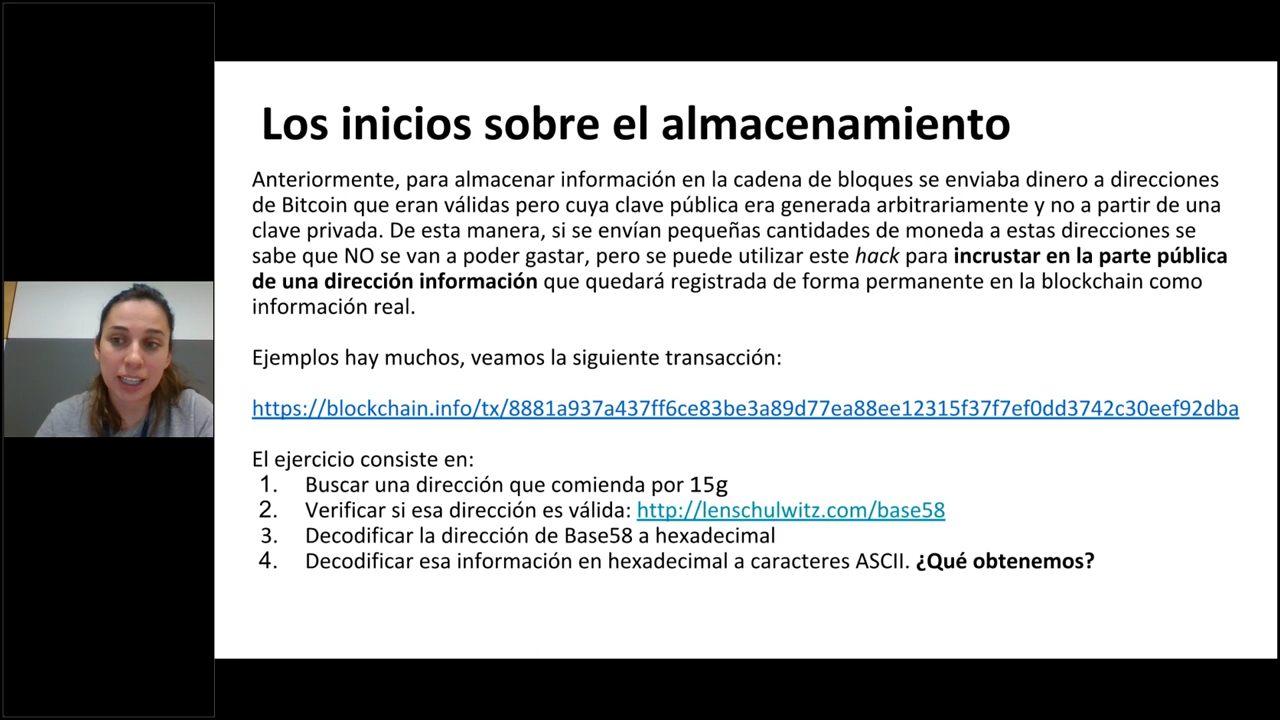 Los inicios sobre el almacenamiento
Anteriormente, para almacenar información en la cadena de bloques se enviaba dinero a direcciones
de Bitcoin que eran válidas pero cuya clave pública era generada arbitrariamente y no a partir de una
clave privada. De esta manera, si se envían pequeñas cantidades de moneda a estas direcciones se
sabe que NO se van a poder gastar, pero se puede utilizar este hack para incrustar en la parte pública
de una dirección información que quedará registrada de forma permanente en la blockchain como
información real.
Ejemplos hay muchos, veamos la siguiente transacción:
https://blockchain.info/tx/8881a937a437ff6ce83be3a89d77ea88ee12315f37f7ef0dd3742c30eef92dba
El ejercicio consiste en:
1. Buscar una dirección que comienda por 15g
2. Verificar si esa dirección es válida: http://lenschulwitz.com/base58
3. Decodificar la dirección de Base58 a hexadecimal
4. Decodificar esa información en hexadecimal a caracteres ASCII. ¿Qué obtenemos?